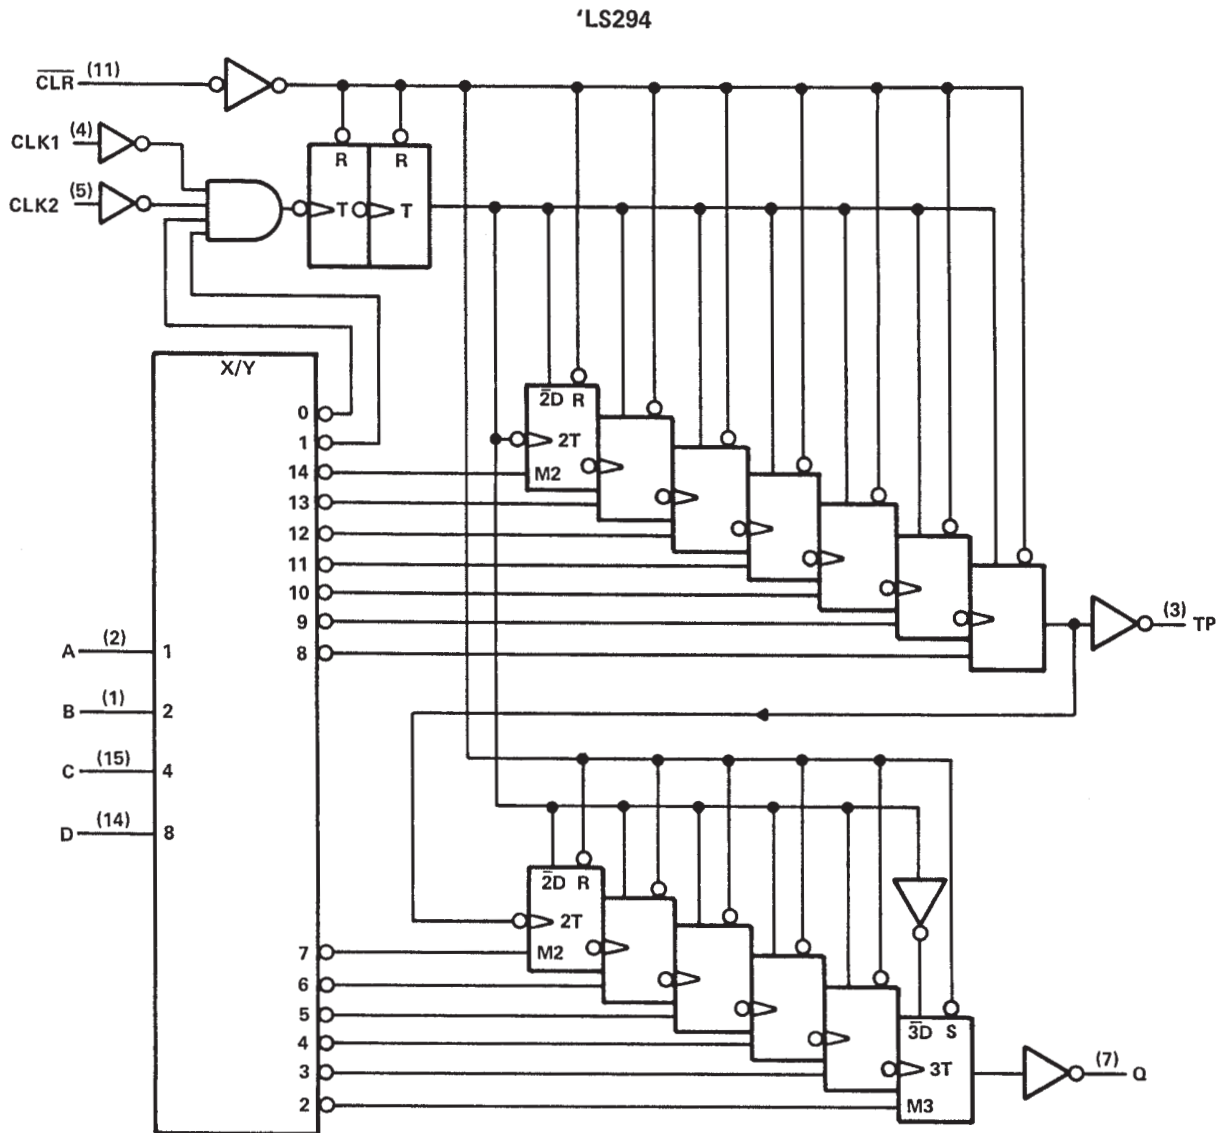 'LS294
CLR (11)
CLK1 (4)
CLK2 (5)
R R
T T
X/Y
0
1
14
13
12
11
10
9
8
2D R
2T
M2
(3) TP
A (2) 1
B (1) 2
C (15) 4
D (14) 8
7
6
5
4
3
2
2D R
2T
M2
3D S
3T
M3
(7) Q